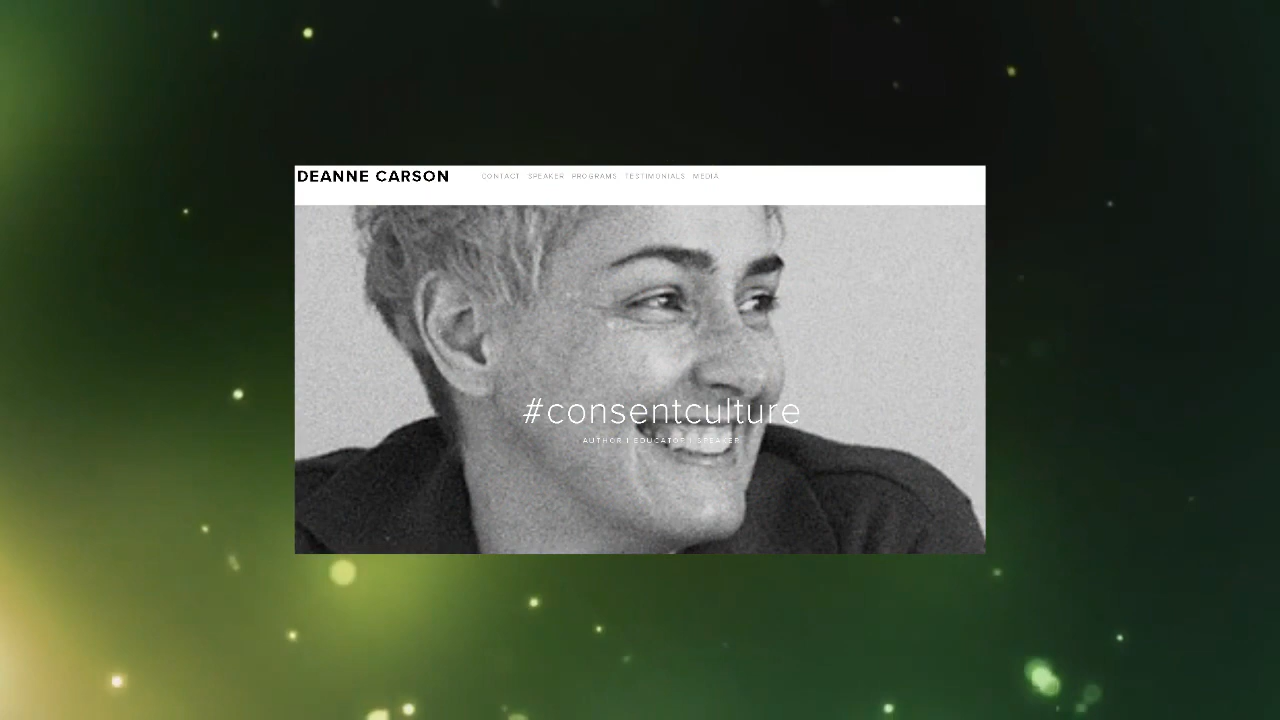 DEANNE CARSON
CONTACT SPEAKER PROGRAMS TESTIMONIALS MEDIA
#consentculture
AUTHOR | EDUCATOR | SPEAKER